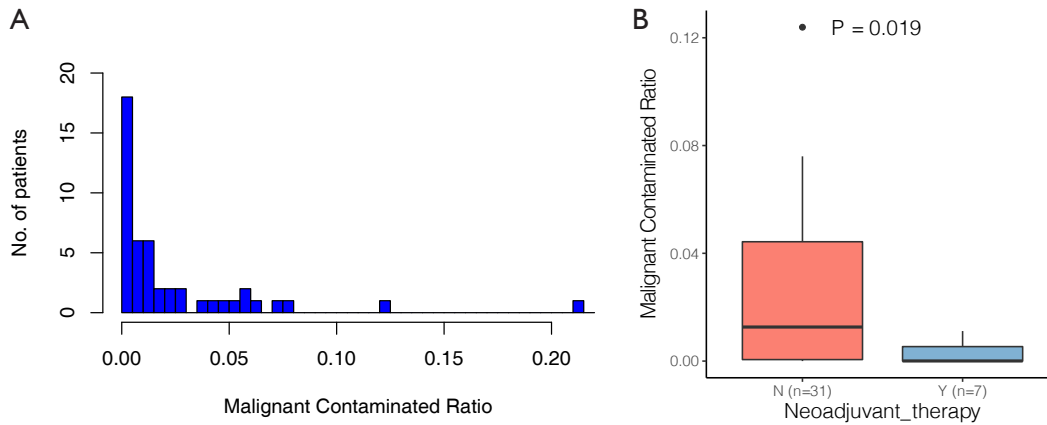 A
No. of patients
20
15
10
5
0
0.00 0.05 0.10 0.15 0.20
Malignant Contaminated Ratio
B
P = 0.019
Malignant Contaminated Ratio
0.12
0.08
0.04
0.00
N (n=31) Y (n=7)
Neoadjuvant_therapy